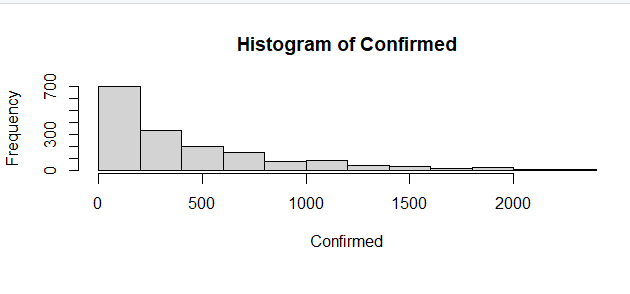 Histogram of Confirmed
Frequency
0 300 700
0 500 1000 1500 2000
Confirmed